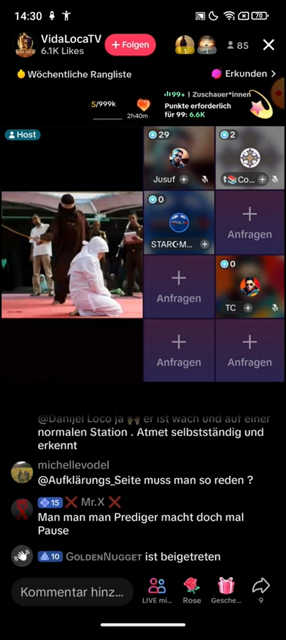 14:30
70
VidaLocaTV
6.1K Likes
+ Folgen
85
Wöchentliche Rangliste
Erkunden >
5/999k
2h40m
99+ | Zuschauer*innen
Punkte erforderlich
für 99: 6.6K
Host
29
Jusuf
2
Co...
0
STAR☪M...
Anfragen
Anfragen
0
TC
Anfragen
Anfragen
@Danijel Loco ja 🙌 er ist wach und auf einer
normalen Station . Atmet selbstständig und
erkennt
michellevodel
@Aufklärungs_Seite muss man so reden ?
15 ❌ Mr.X ❌
Man man man Prediger macht doch mal
Pause
10 GoldenNugget ist beigetreten
Kommentar hinz...
LIVE mi...
Rose
Gesche...
9